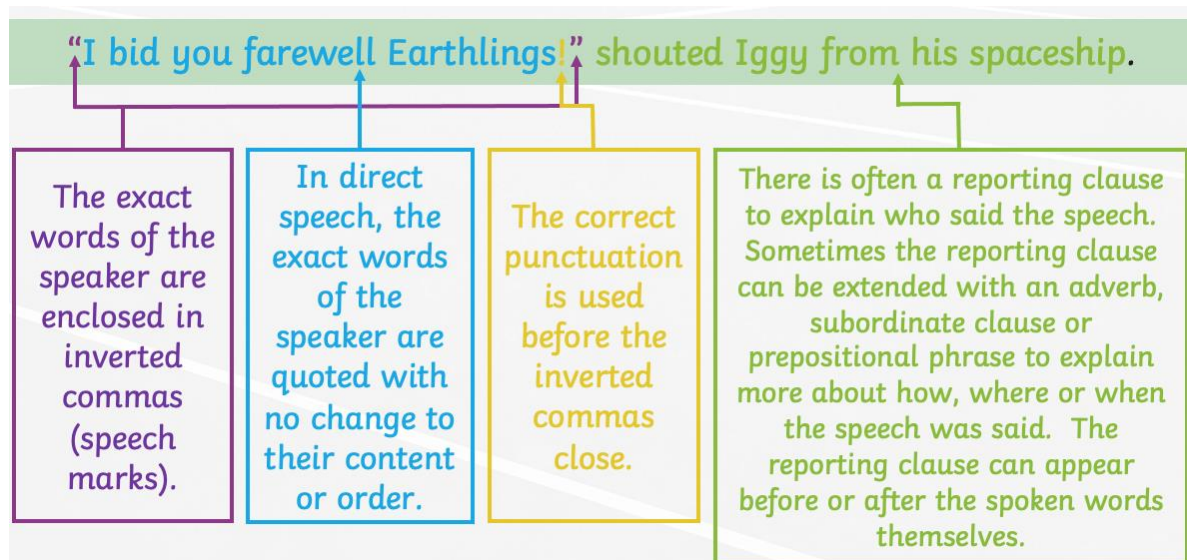 “I bid you farewell Earthlings!” shouted Iggy from his spaceship.
The exact
words of the
speaker are
enclosed in
inverted
commas
(speech
marks).
In direct
speech, the
exact words
of the
speaker are
quoted with
no change to
their content
or order.
The correct
punctuation
is used
before the
inverted
commas
close.
There is often a reporting clause
to explain who said the speech.
Sometimes the reporting clause
can be extended with an adverb,
subordinate clause or
prepositional phrase to explain
more about how, where or when
the speech was said. The
reporting clause can appear
before or after the spoken words
themselves.